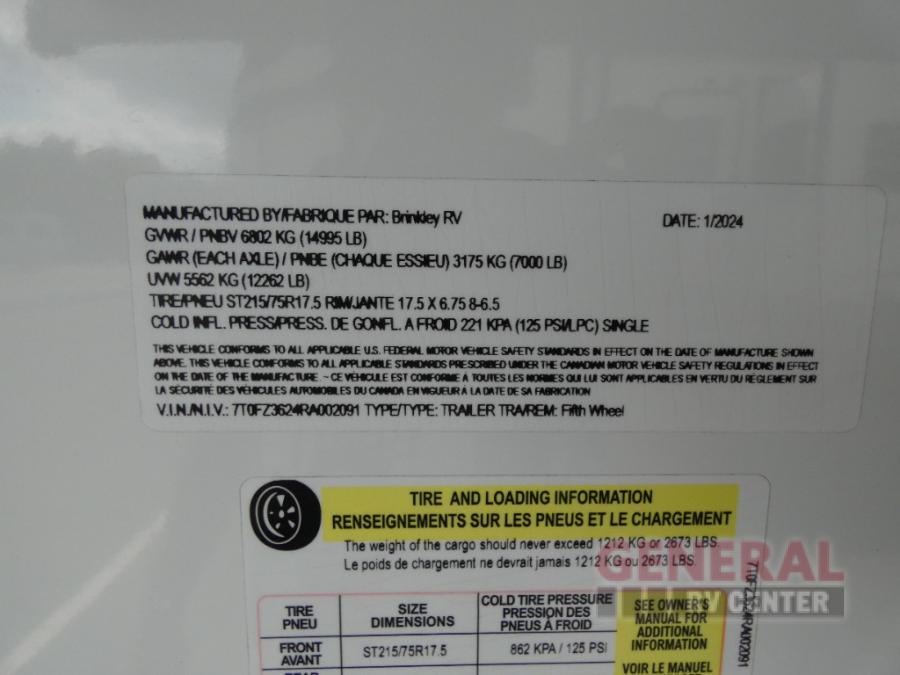 MANUFACTURED BY/FABRIQUE PAR: Brinkley RV DATE: 1/2024
GVWR / PNBV 6802 KG (14995 LB)
GAWR (EACH AXLE) / PNBE (CHAQUE ESSIEU) 3175 KG (7000 LB)
UVW 5562 KG (12262 LB)
TIRE/PNEU ST215/75R17.5 RIM/JANTE 17.5 X 6.75 8-6.5
COLD INFL. PRESS/PRESS. DE GONFL. A FROID 221 KPA (125 PSI/LPC) SINGLE
THIS VEHICLE CONFORMS TO ALL APPLICABLE U.S. FEDERAL MOTOR VEHICLE SAFETY STANDARDS IN EFFECT ON THE DATE OF MANUFACTURE SHOWN
ABOVE. THIS VEHICLE CONFORMS TO ALL APPLICABLE STANDARDS PRESCRIBED UNDER THE CANADIAN MOTOR VEHICLE SAFETY REGULATIONS IN EFFECT
ON THE DATE OF THE MANUFACTURE. ~ CE VÉHICULE EST CONFORME À TOUTES LES NORMES QUI LUI SONT APPLICABLES EN VERTU DU RÈGLEMENT SUR
LA SÉCURITÉ DES VÉHICULES AUTOMOBILES DU CANADA EN VIGUEUR À LA DATE DE SA FABRICATION
V.I.N./N.I.V.: 7T0FZ3624RA002091 TYPE/TYPE: TRAILER TRA/REM: Fifth Wheel
TIRE AND LOADING INFORMATION
RENSEIGNEMENTS SUR LES PNEUS ET LE CHARGEMENT
The weight of the cargo should never exceed 1212 KG or 2673 LBS.
Le poids de chargement ne devrait jamais 1212 KG ou 2673 LBS.
TIRE
PNEU
SIZE
DIMENSIONS
COLD TIRE PRESSURE
PRESSION DES
PNEUS À FROID
FRONT
AVANT
ST215/75R17.5
862 KPA / 125 PSI
SEE OWNER'S
MANUAL FOR
ADDITIONAL
INFORMATION
VOIR LE MANUEL
7T0FZ3624RA002091
GENERAL
RV CENTER